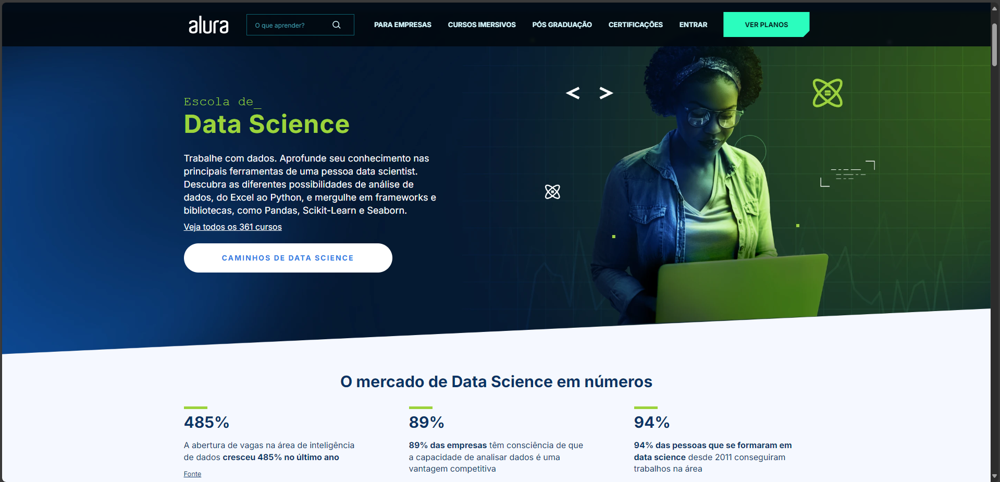 alura
O que aprender?
PARA EMPRESAS
CURSOS IMERSIVOS
PÓS GRADUAÇÃO
CERTIFICAÇÕES
ENTRAR
VER PLANOS
Escola de_
Data Science
Trabalhe com dados. Aprofunde seu conhecimento nas
principais ferramentas de uma pessoa data scientist.
Descubra as diferentes possibilidades de análise de
dados, do Excel ao Python, e mergulhe em frameworks e
bibliotecas, como Pandas, Scikit-Learn e Seaborn.
Veja todos os 361 cursos
CAMINHOS DE DATA SCIENCE
O mercado de Data Science em números
485%
A abertura de vagas na área de inteligência
de dados cresceu 485% no último ano
Fonte
89%
89% das empresas têm consciência de que
a capacidade de analisar dados é uma
vantagem competitiva
94%
94% das pessoas que se formaram em
data science desde 2011 conseguiram
trabalhos na área